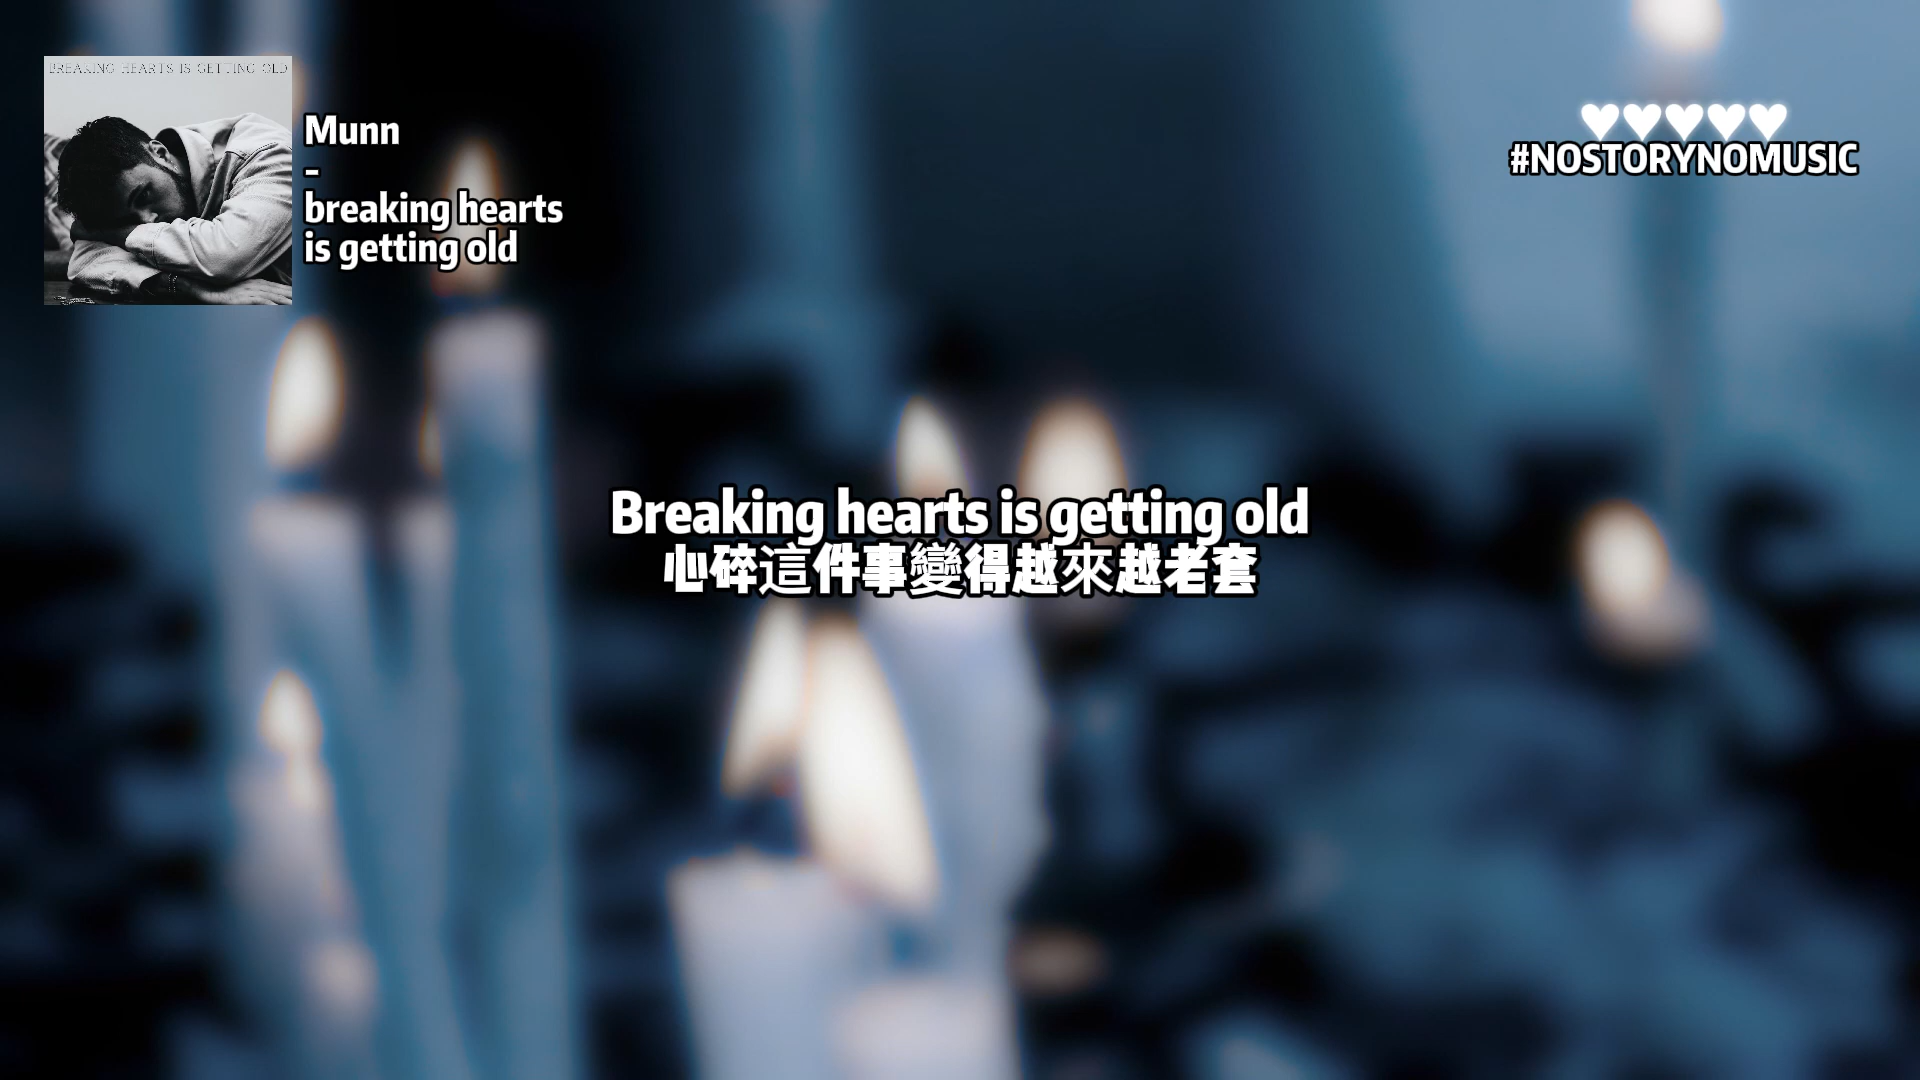 BREAKING HEARTS IS GETTING OLD
Munn
-
breaking hearts
is getting old
♥♥♥♥♥
#NOSTORYNOMUSIC
Breaking hearts is getting old
心碎這件事變得越來越老套